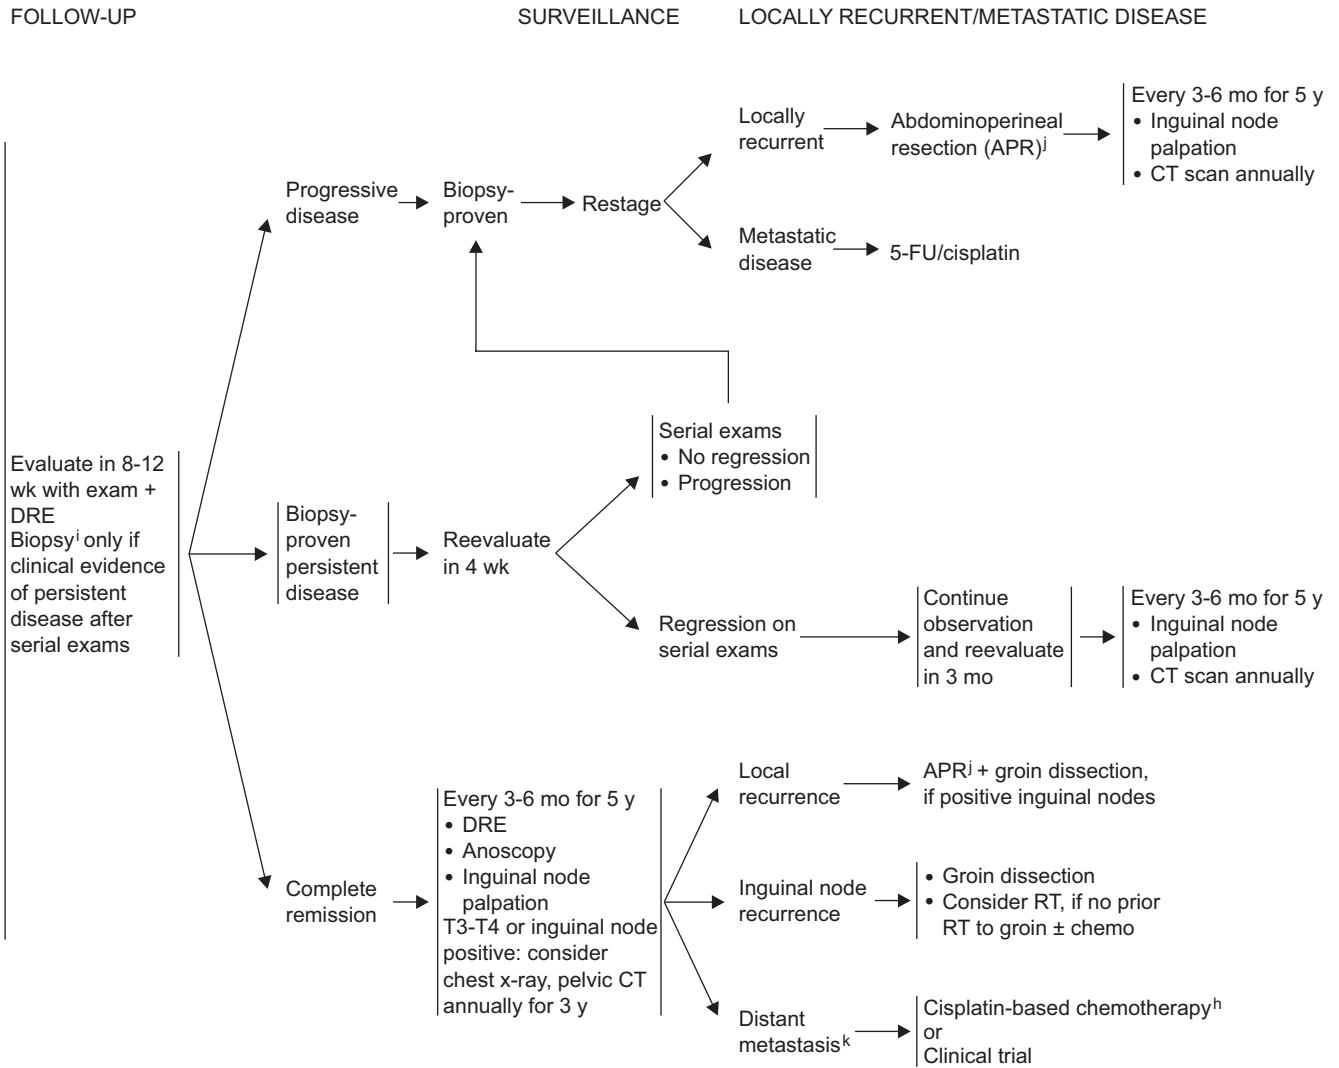 FOLLOW-UP
SURVEILLANCE
LOCALLY RECURRENT/METASTATIC DISEASE
Evaluate in 8-12
wk with exam +
DRE
Biopsyⁱ only if
clinical evidence
of persistent
disease after
serial exams
Progressive
disease
Biopsy-
proven
Restage
Locally
recurrent
Abdominoperineal
resection (APR)ʲ
Every 3-6 mo for 5 y
• Inguinal node
palpation
• CT scan annually
Metastatic
disease
5-FU/cisplatin
Biopsy-
proven
persistent
disease
Reevaluate
in 4 wk
Serial exams
• No regression
• Progression
Regression on
serial exams
Continue
observation
and reevaluate
in 3 mo
Every 3-6 mo for 5 y
• Inguinal node
palpation
• CT scan annually
Complete
remission
Every 3-6 mo for 5 y
• DRE
• Anoscopy
• Inguinal node
palpation
T3-T4 or inguinal node
positive: consider
chest x-ray, pelvic CT
annually for 3 y
Local
recurrence
APRʲ + groin dissection,
if positive inguinal nodes
Inguinal node
recurrence
• Groin dissection
• Consider RT, if no prior
RT to groin ± chemo
Distant
metastasisᵏ
Cisplatin-based chemotherapyʰ
or
Clinical trial